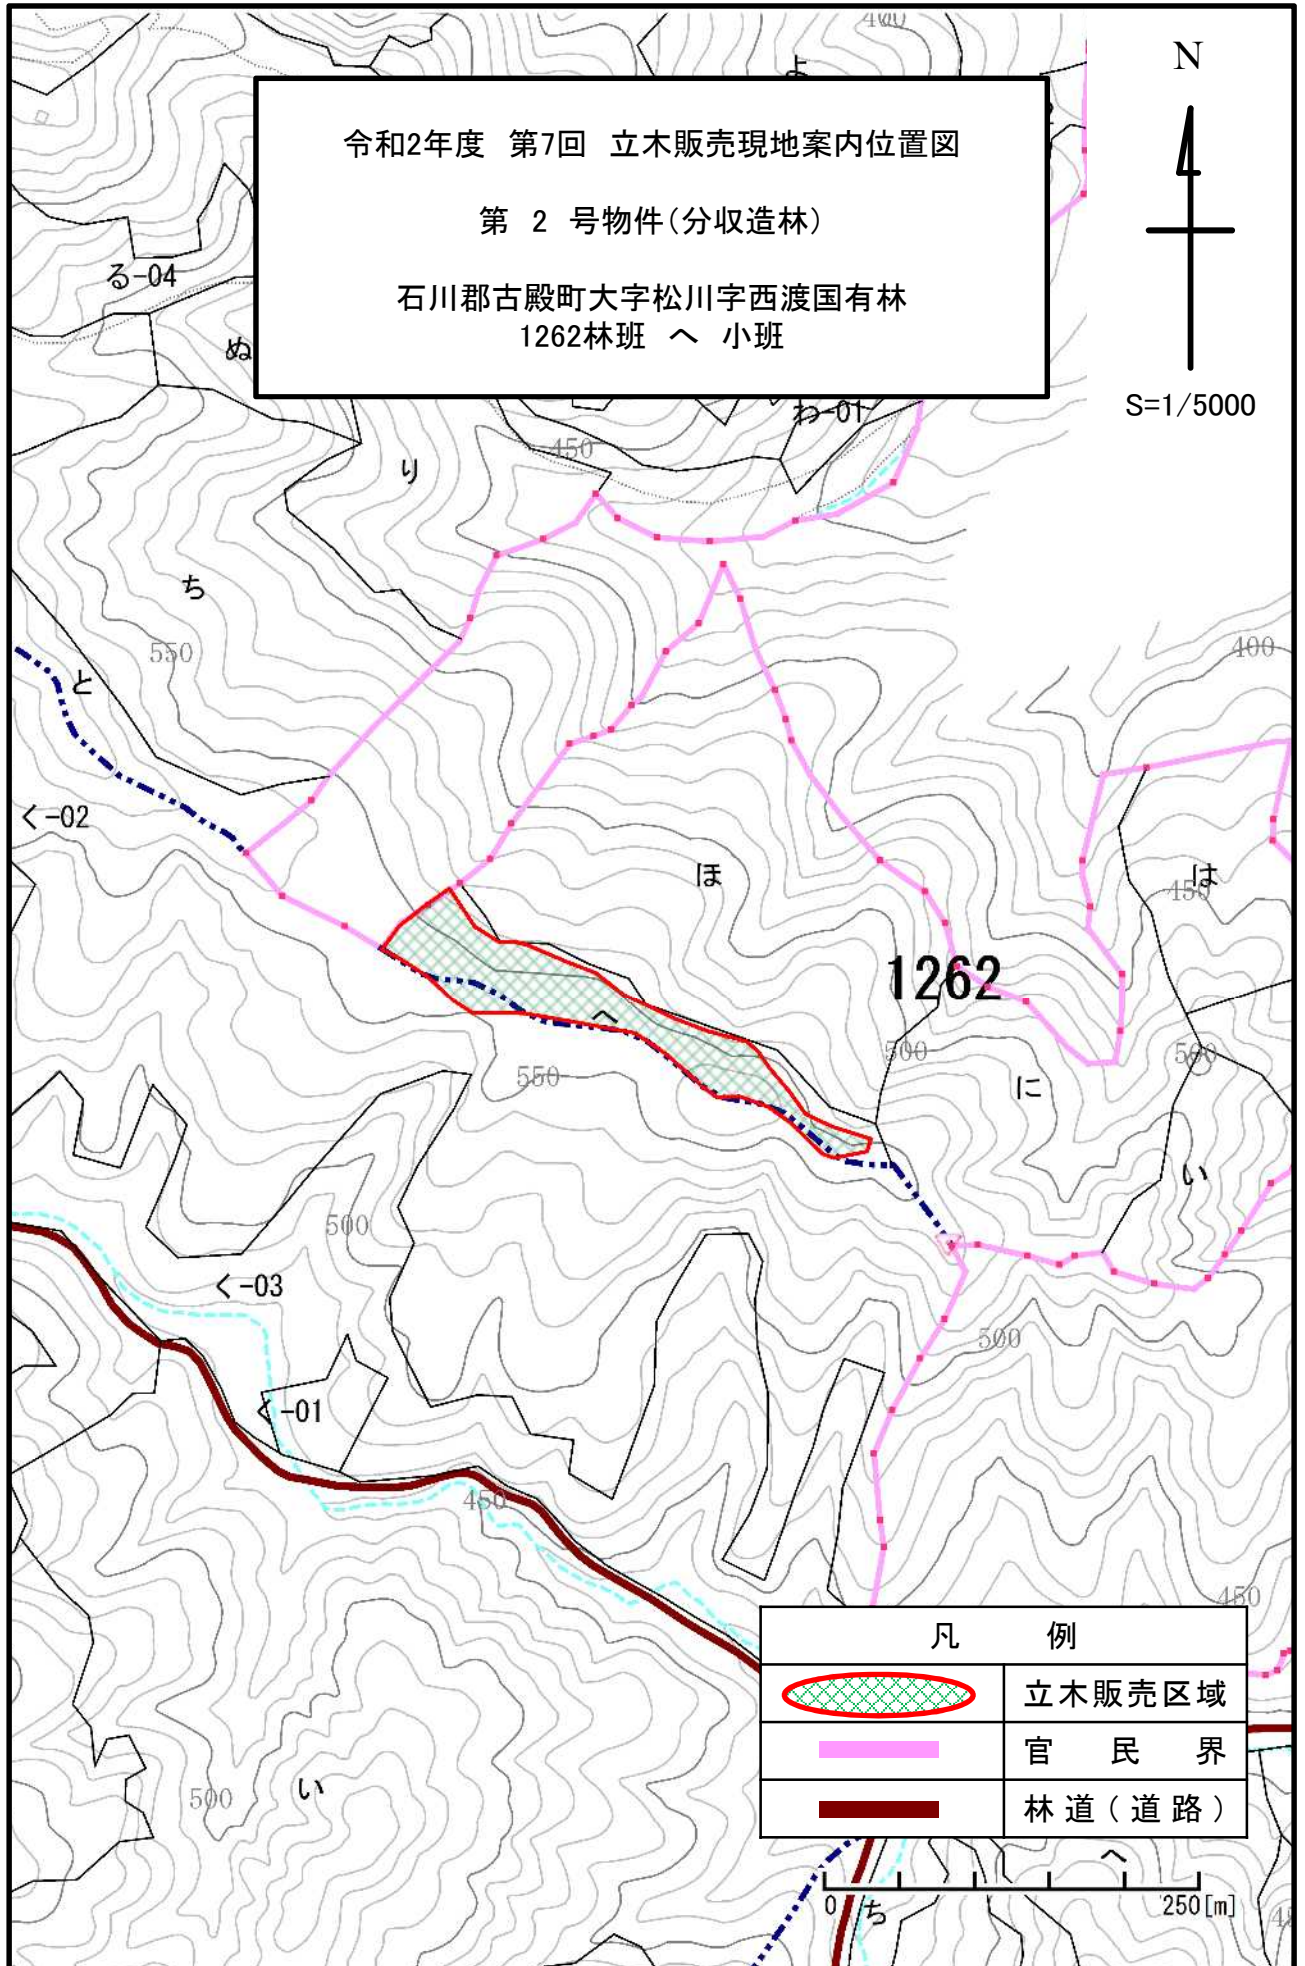 400
よ
N
令和2年度 第7回 立木販売現地案内位置図
第 2 号物件(分収造林)
石川郡古殿町大字松川字西渡国有林
1262林班 へ 小班
る-04
ぬ
S=1/5000
わ-01
450
り
ち
550
と
400
く-02
ほ
は
450
1262
へ
500
500
550
に
い
500
く-03
500
く-01
450
450
凡 例
立木販売区域
官 民 界
林道(道路)
500
い
へ
0
250[m]
ち